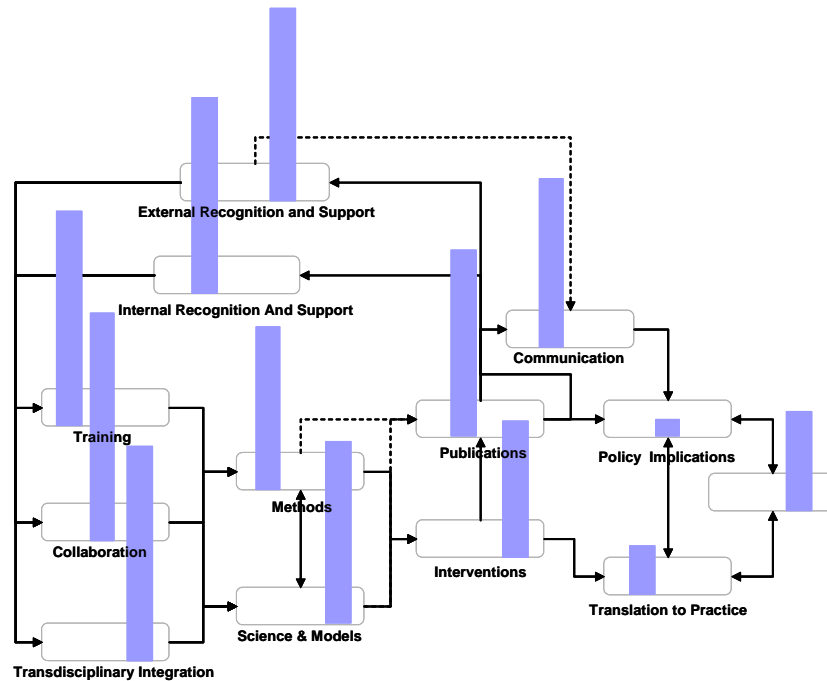 External Recognition and Support
Internal Recognition And Support
Communication
Training
Publications
Policy Implications
Methods
Collaboration
Interventions
Translation to Practice
Science & Models
Transdisciplinary Integration